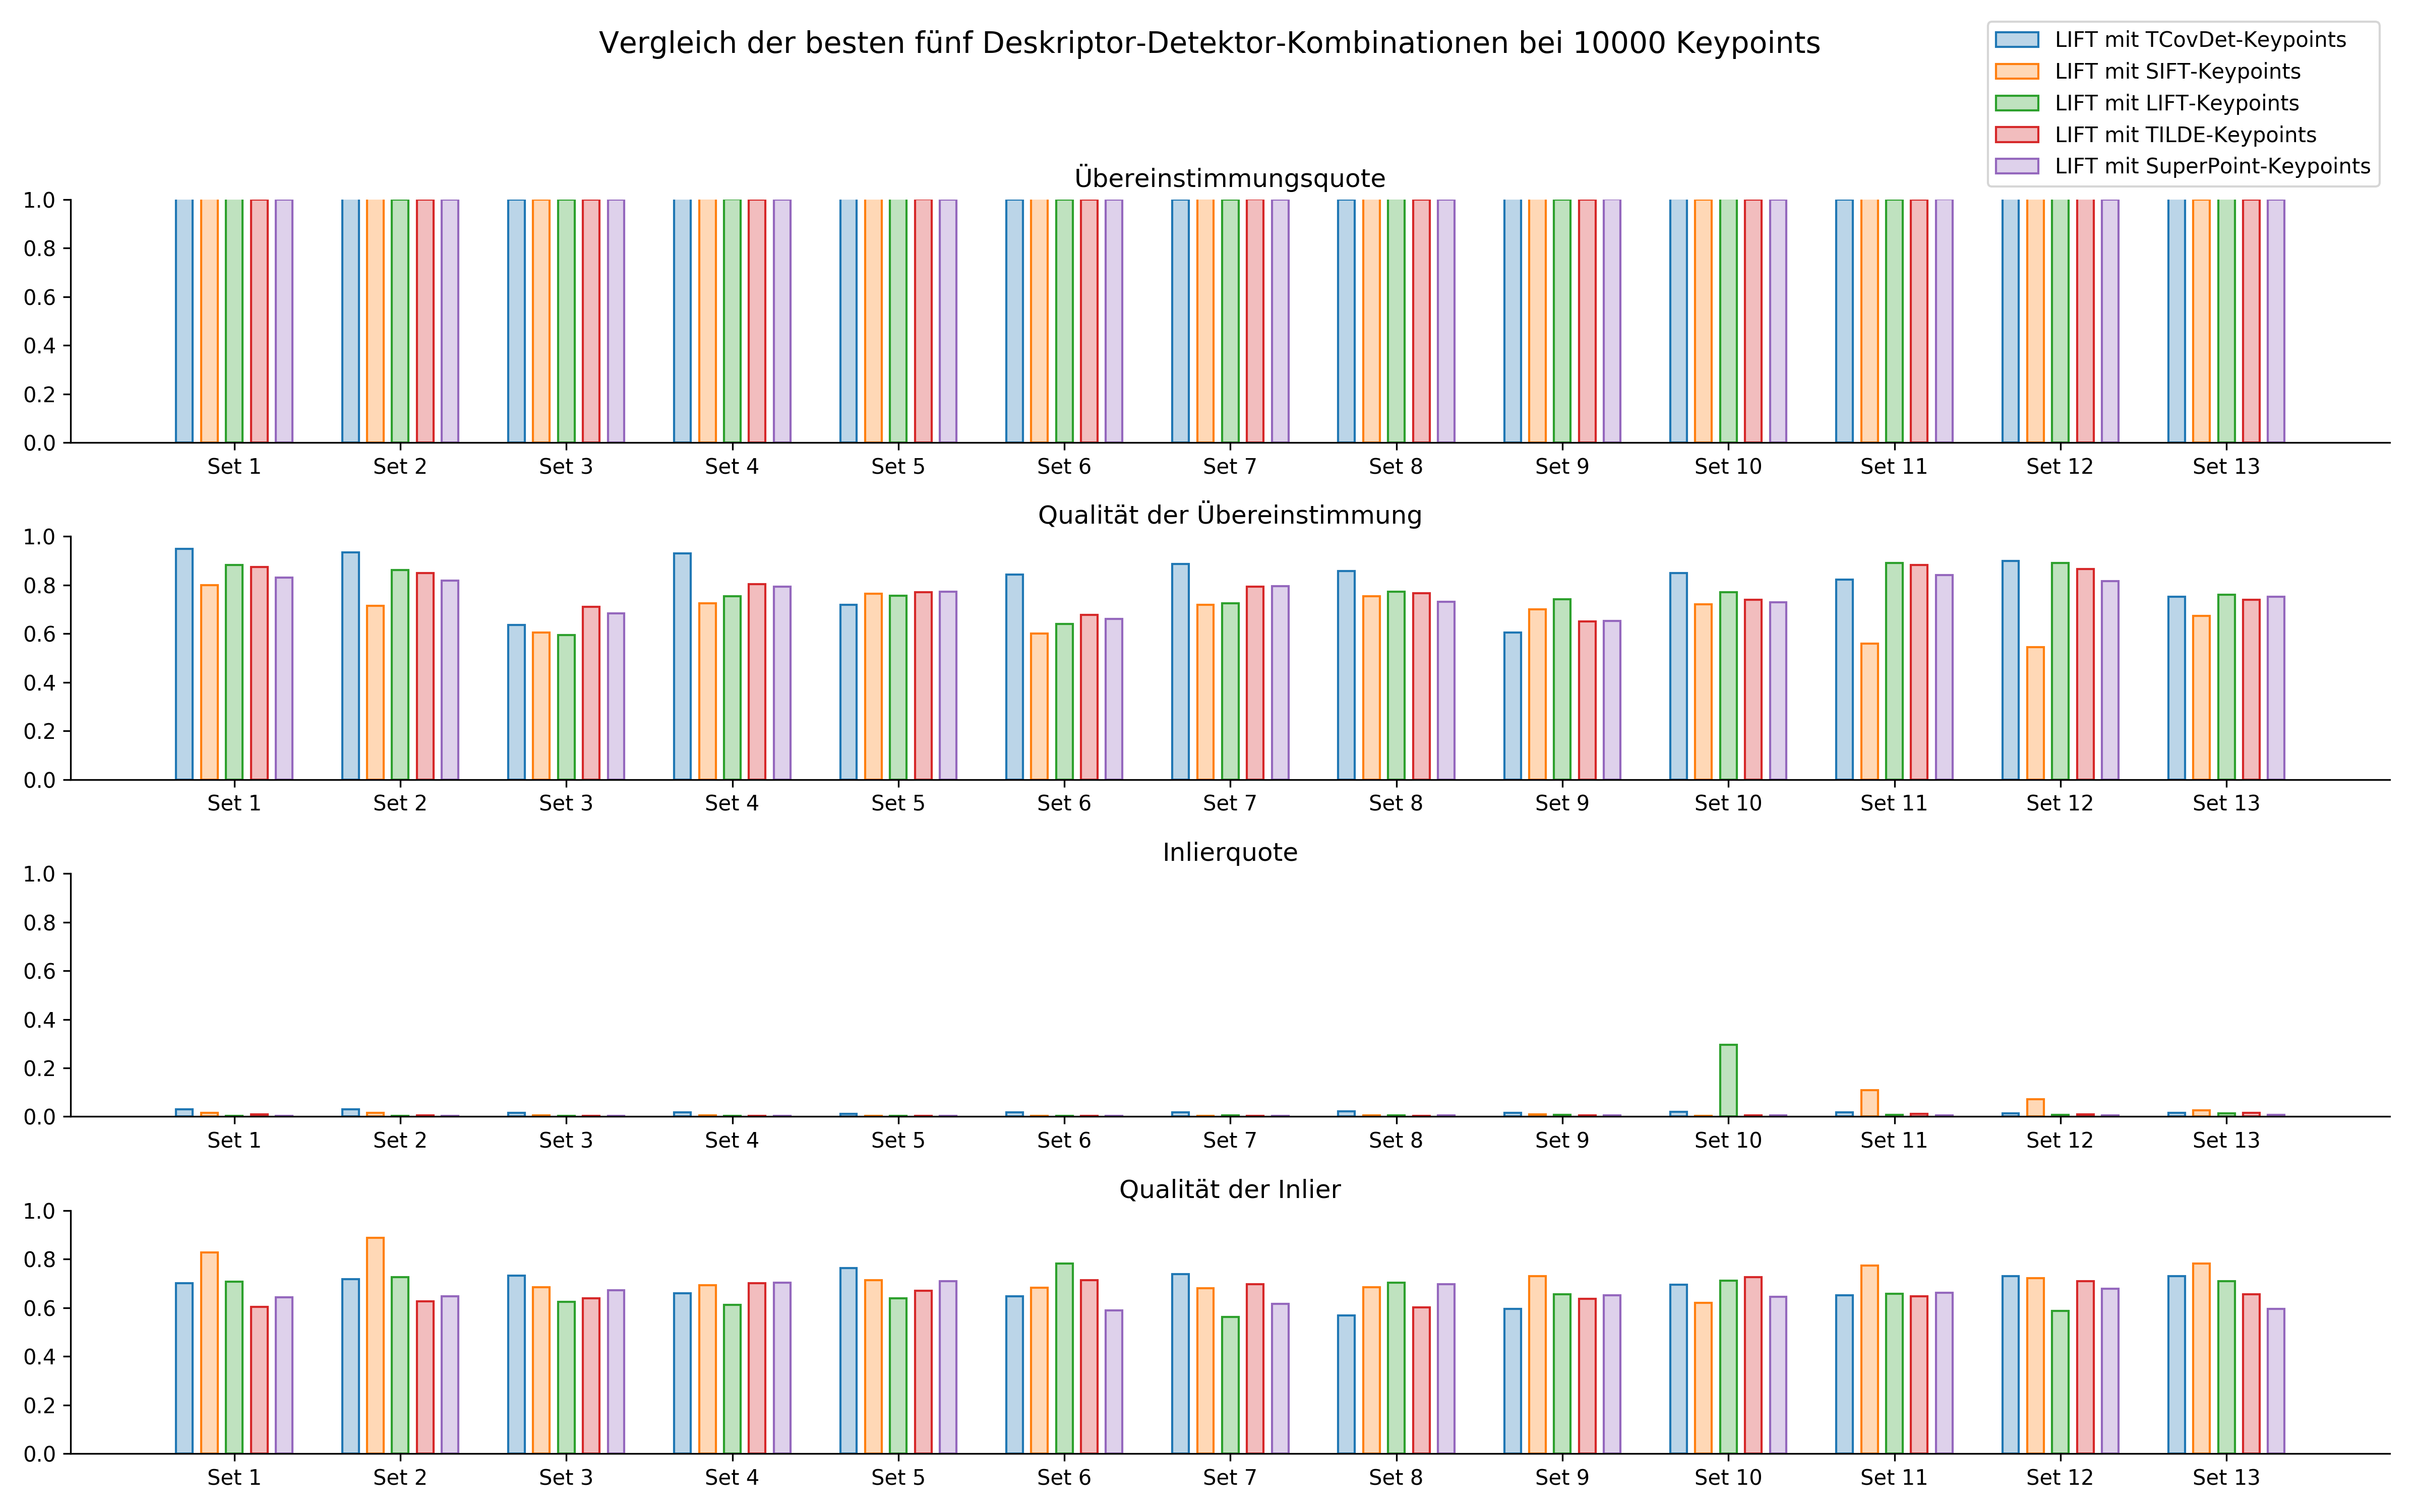 Vergleich der besten fünf Deskriptor-Detektor-Kombinationen bei 10000 Keypoints
LIFT mit TCovDet-Keypoints
LIFT mit SIFT-Keypoints
LIFT mit LIFT-Keypoints
LIFT mit TILDE-Keypoints
LIFT mit SuperPoint-Keypoints
Übereinstimmungsquote
1.0
0.8
0.6
0.4
0.2
0.0
Set 1 Set 2 Set 3 Set 4 Set 5 Set 6 Set 7 Set 8 Set 9 Set 10 Set 11 Set 12 Set 13
Qualität der Übereinstimmung
1.0
0.8
0.6
0.4
0.2
0.0
Set 1 Set 2 Set 3 Set 4 Set 5 Set 6 Set 7 Set 8 Set 9 Set 10 Set 11 Set 12 Set 13
Inlierquote
1.0
0.8
0.6
0.4
0.2
0.0
Set 1 Set 2 Set 3 Set 4 Set 5 Set 6 Set 7 Set 8 Set 9 Set 10 Set 11 Set 12 Set 13
Qualität der Inlier
1.0
0.8
0.6
0.4
0.2
0.0
Set 1 Set 2 Set 3 Set 4 Set 5 Set 6 Set 7 Set 8 Set 9 Set 10 Set 11 Set 12 Set 13